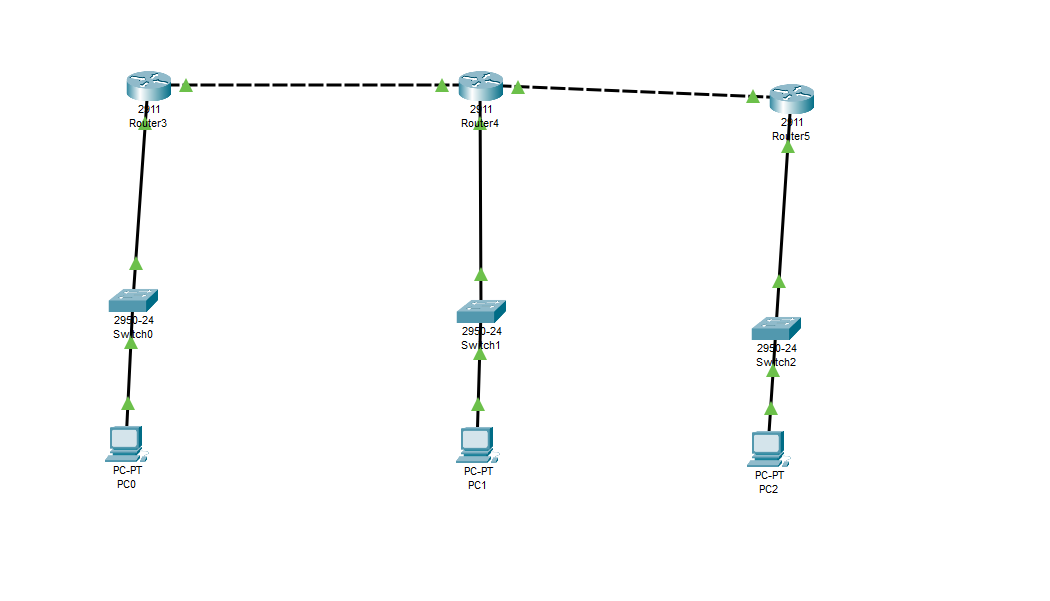 2911
Router3
2911
Router4
2911
Router5
2950-24
Switch0
2950-24
Switch1
2950-24
Switch2
PC-PT
PC0
PC-PT
PC1
PC-PT
PC2